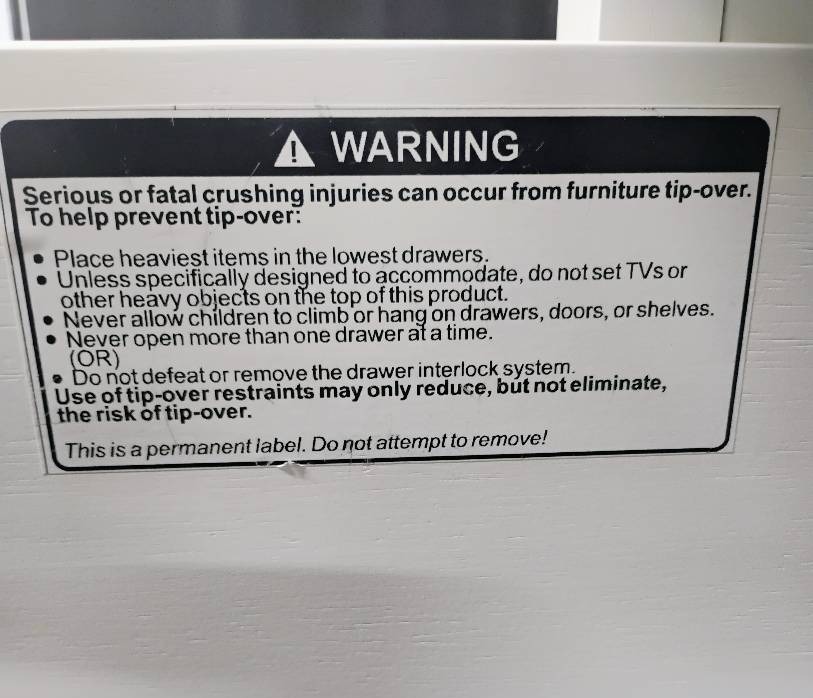 WARNING
Serious or fatal crushing injuries can occur from furniture tip-over.
To help prevent tip-over:
• Place heaviest items in the lowest drawers.
• Unless specifically designed to accommodate, do not set TVs or
other heavy objects on the top of this product.
• Never allow children to climb or hang on drawers, doors, or shelves.
• Never open more than one drawer at a time.
(OR)
• Do not defeat or remove the drawer interlock system.
Use of tip-over restraints may only reduce, but not eliminate,
the risk of tip-over.
This is a permanent label. Do not attempt to remove!